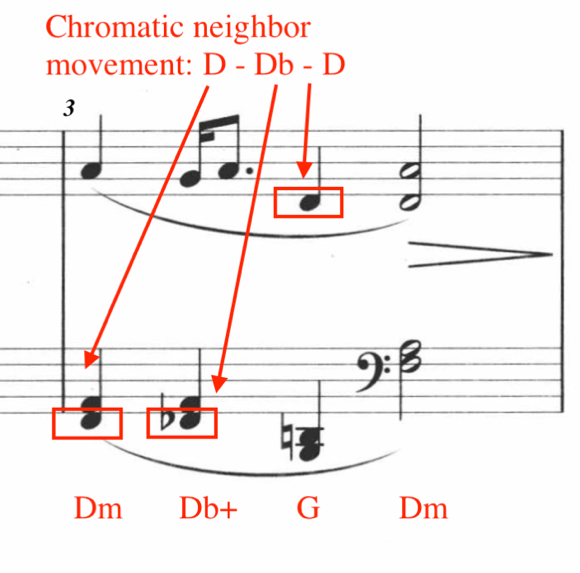 Chromatic neighbor
movement: D - Db - D
3
Dm Db+ G Dm